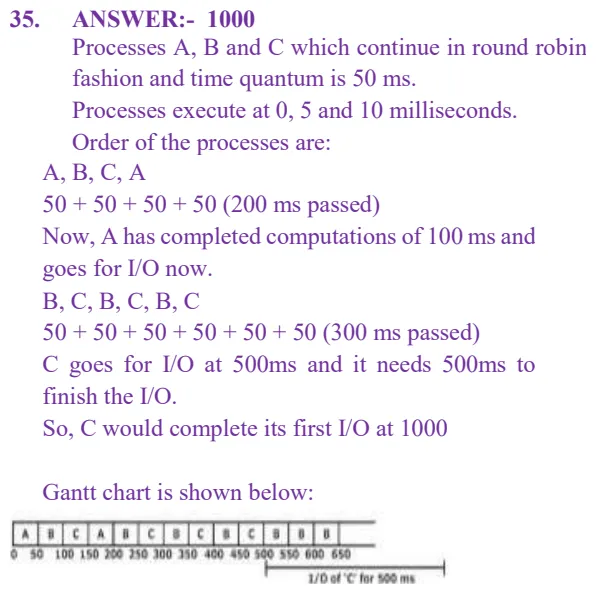 35. ANSWER:- 1000
Processes A, B and C which continue in round robin
fashion and time quantum is 50 ms.
Processes execute at 0, 5 and 10 milliseconds.
Order of the processes are:
A, B, C, A
50 + 50 + 50 + 50 (200 ms passed)
Now, A has completed computations of 100 ms and
goes for I/O now.
B, C, B, C, B, C
50 + 50 + 50 + 50 + 50 + 50 (300 ms passed)
C goes for I/O at 500ms and it needs 500ms to
finish the I/O.
So, C would complete its first I/O at 1000
Gantt chart is shown below:
A B C A B C B C B C B B B
0 50 100 150 200 250 300 350 400 450 500 550 600 650
I/O of 'C' for 500 ms